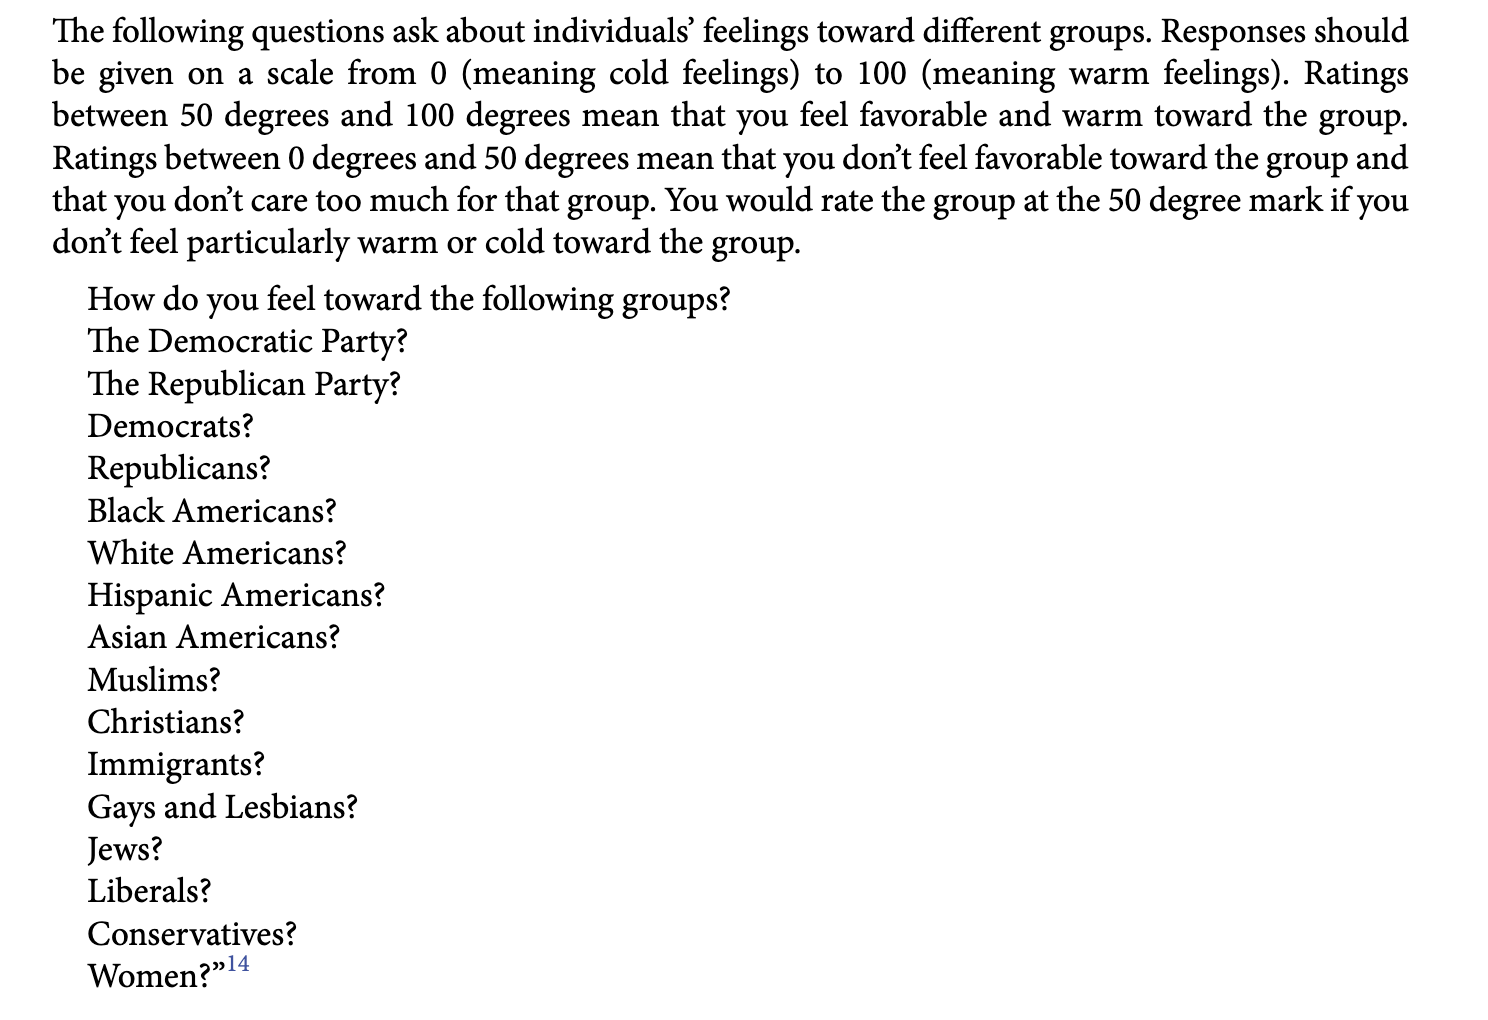 The following questions ask about individuals’ feelings toward different groups. Responses should
be given on a scale from 0 (meaning cold feelings) to 100 (meaning warm feelings). Ratings
between 50 degrees and 100 degrees mean that you feel favorable and warm toward the group.
Ratings between 0 degrees and 50 degrees mean that you don’t feel favorable toward the group and
that you don’t care too much for that group. You would rate the group at the 50 degree mark if you
don’t feel particularly warm or cold toward the group.
How do you feel toward the following groups?
The Democratic Party?
The Republican Party?
Democrats?
Republicans?
Black Americans?
White Americans?
Hispanic Americans?
Asian Americans?
Muslims?
Christians?
Immigrants?
Gays and Lesbians?
Jews?
Liberals?
Conservatives?
Women?”14